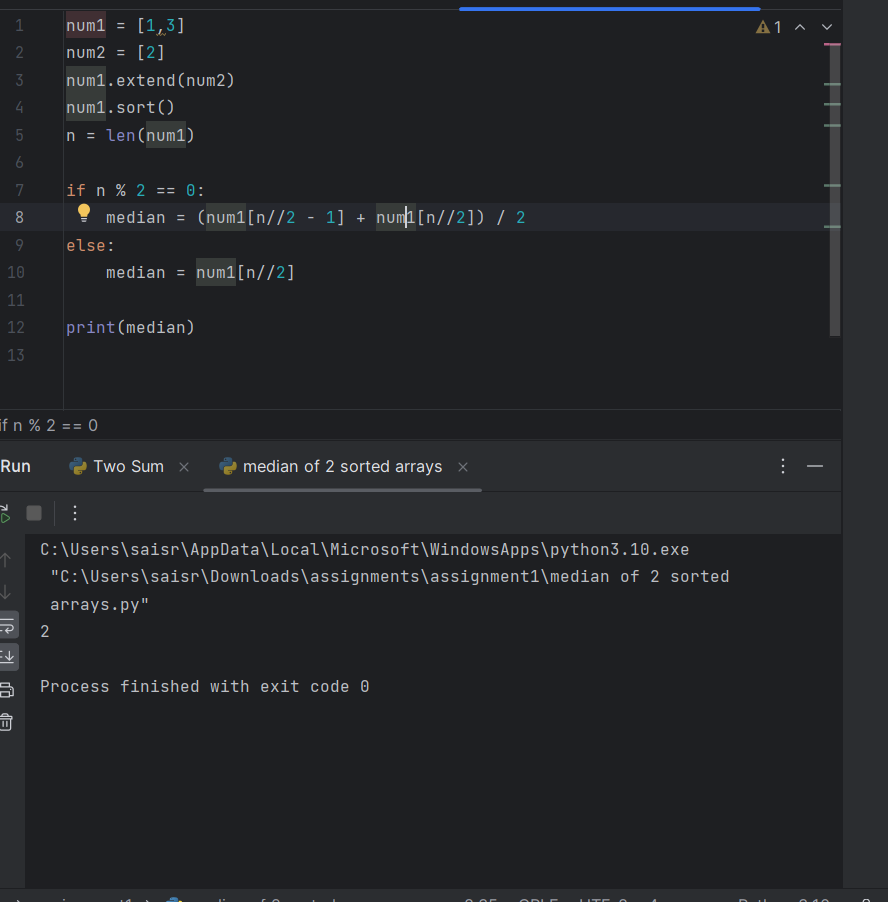 1 num1 = [1,3]
1
2 num2 = [2]
3 num1.extend(num2)
4 num1.sort()
5 n = len(num1)
6
7 if n % 2 == 0:
8 median = (num1[n//2 - 1] + num1[n//2]) / 2
9 else:
10 median = num1[n//2]
11
12 print(median)
13
if n % 2 == 0
Run Two Sum median of 2 sorted arrays
C:\Users\saisr\AppData\Local\Microsoft\WindowsApps\python3.10.exe
"C:\Users\saisr\Downloads\assignments\assignment1\median of 2 sorted
arrays.py"
2
Process finished with exit code 0